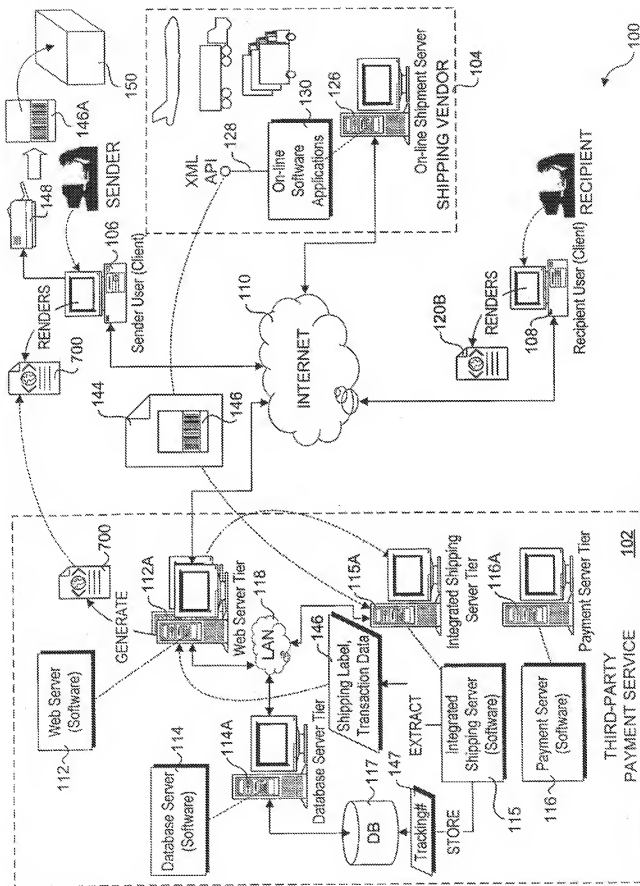 150
146A
148
SENDER
106
Sender User (Client)
RENDERS
700
XML
API
128
130
On-line
Software
Applications
126
On-line Shipment Server
SHIPPING VENDOR
104
100
110
INTERNET
144
146
RECIPIENT
RENDERS
120B
108
Recipient User (Client)
700
GENERATE
Web Server
(Software)
112
112A
Web Server Tier
118
LAN
Database Server
(Software)
114
114A
Database Server Tier
146
Shipping Label,
Transaction Data
115A
Integrated Shipping
Server Tier
116A
Payment Server Tier
117
DB
147
Tracking#
STORE
EXTRACT
Integrated
Shipping Server
(Software)
115
Payment Server
(Software)
116
THIRD-PARTY
PAYMENT SERVICE
102